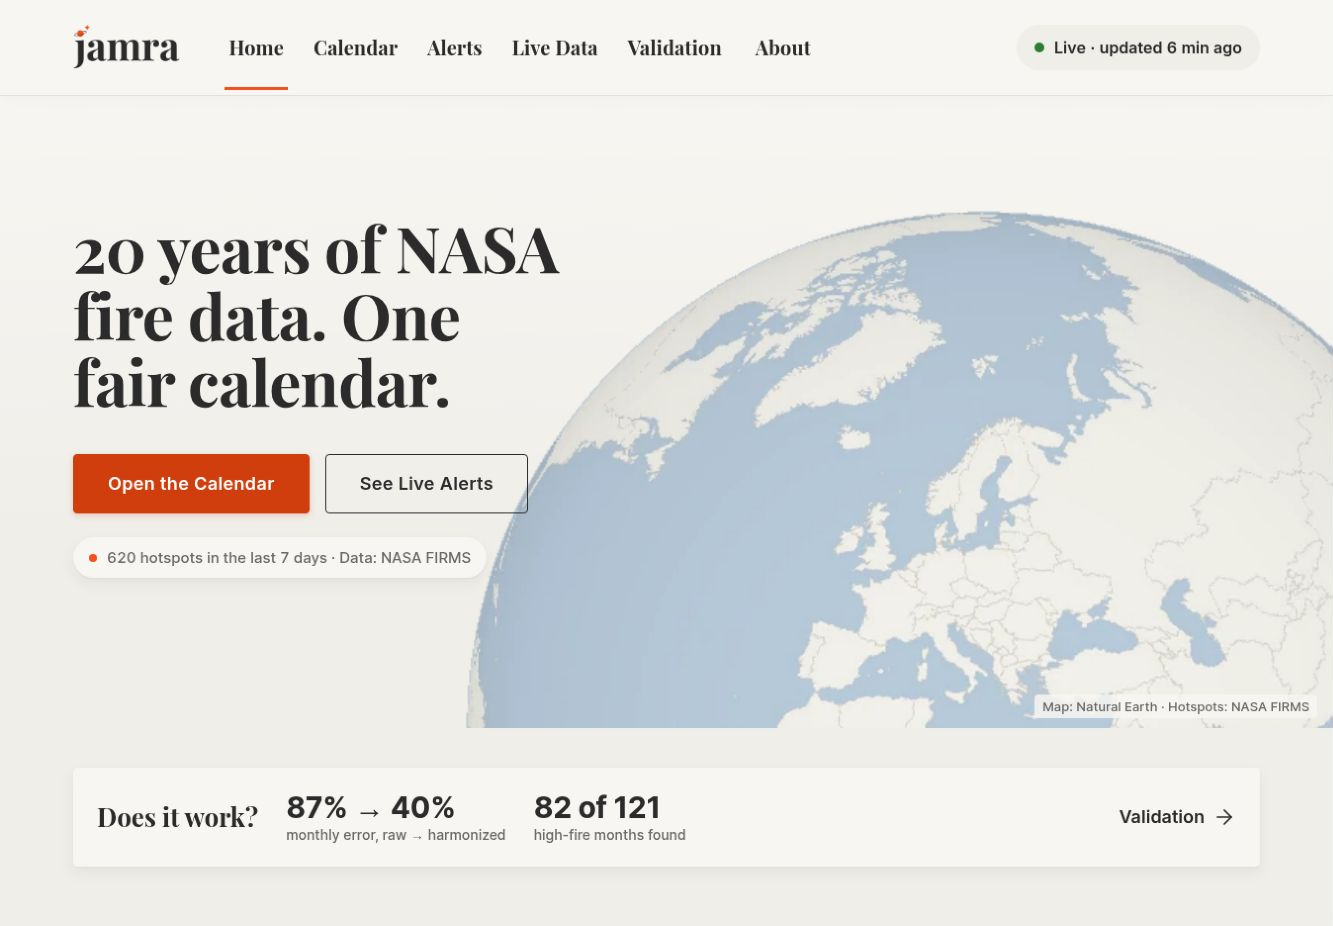 jamra
Home Calendar Alerts Live Data Validation About
Live · updated 6 min ago
20 years of NASA
fire data. One
fair calendar.
Open the Calendar
See Live Alerts
620 hotspots in the last 7 days · Data: NASA FIRMS
Map: Natural Earth · Hotspots: NASA FIRMS
Does it work?
87% → 40%
monthly error, raw → harmonized
82 of 121
high-fire months found
Validation →